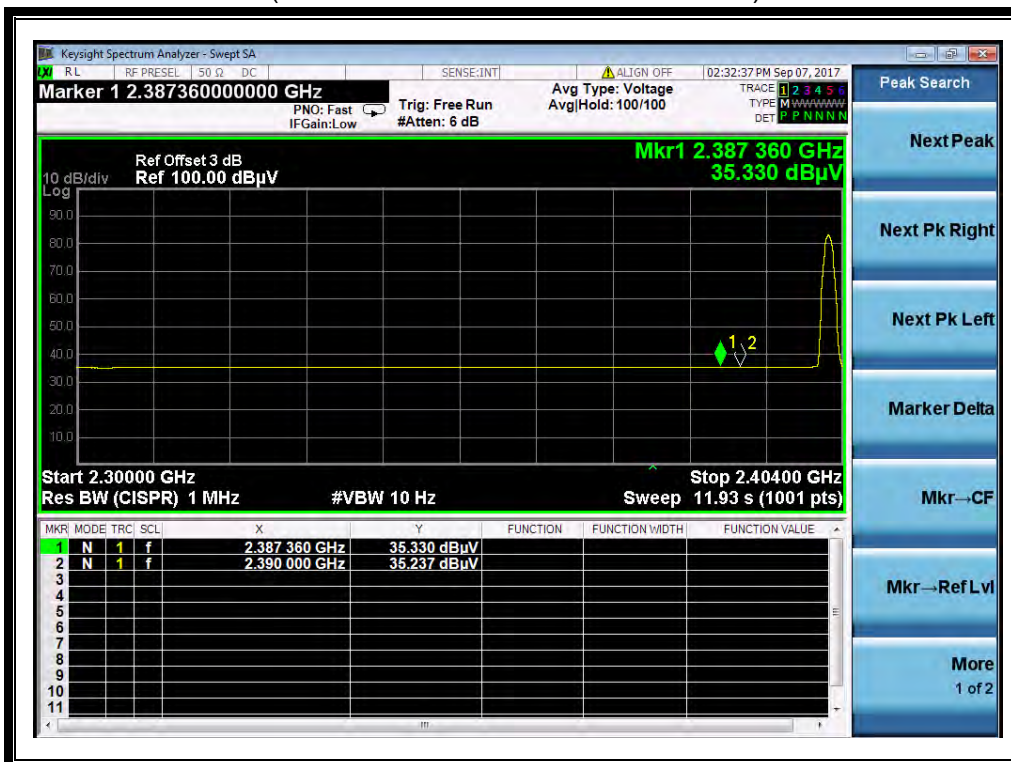 Keysight Spectrum Analyzer - Swept SA
LXI RL RF PRESEL 50 Ω DC SENSE:INT ALIGN OFF 02:32:37 PM Sep 07, 2017
Marker 1 2.387360000000 GHz
PNO: Fast
IFGain:Low
Trig: Free Run
#Atten: 6 dB
Avg Type: Voltage
Avg|Hold: 100/100
TRACE 1 2 3 4 5 6
TYPE M WWWWW
DET P P N N N N
Peak Search
Mkr1 2.387 360 GHz
35.330 dBµV
Ref Offset 3 dB
10 dB/div Ref 100.00 dBµV
Log
90.0
80.0
70.0
60.0
50.0
40.0
30.0
20.0
10.0
1
2
Start 2.30000 GHz Stop 2.40400 GHz
Res BW (CISPR) 1 MHz #VBW 10 Hz Sweep 11.93 s (1001 pts)
MKR MODE TRC SCL X Y FUNCTION FUNCTION WIDTH FUNCTION VALUE
1 N 1 f 2.387 360 GHz 35.330 dBµV
2 N 1 f 2.390 000 GHz 35.237 dBµV
3
4
5
6
7
8
9
10
11
Next Peak
Next Pk Right
Next Pk Left
Marker Delta
Mkr→CF
Mkr→Ref Lvl
More
1 of 2